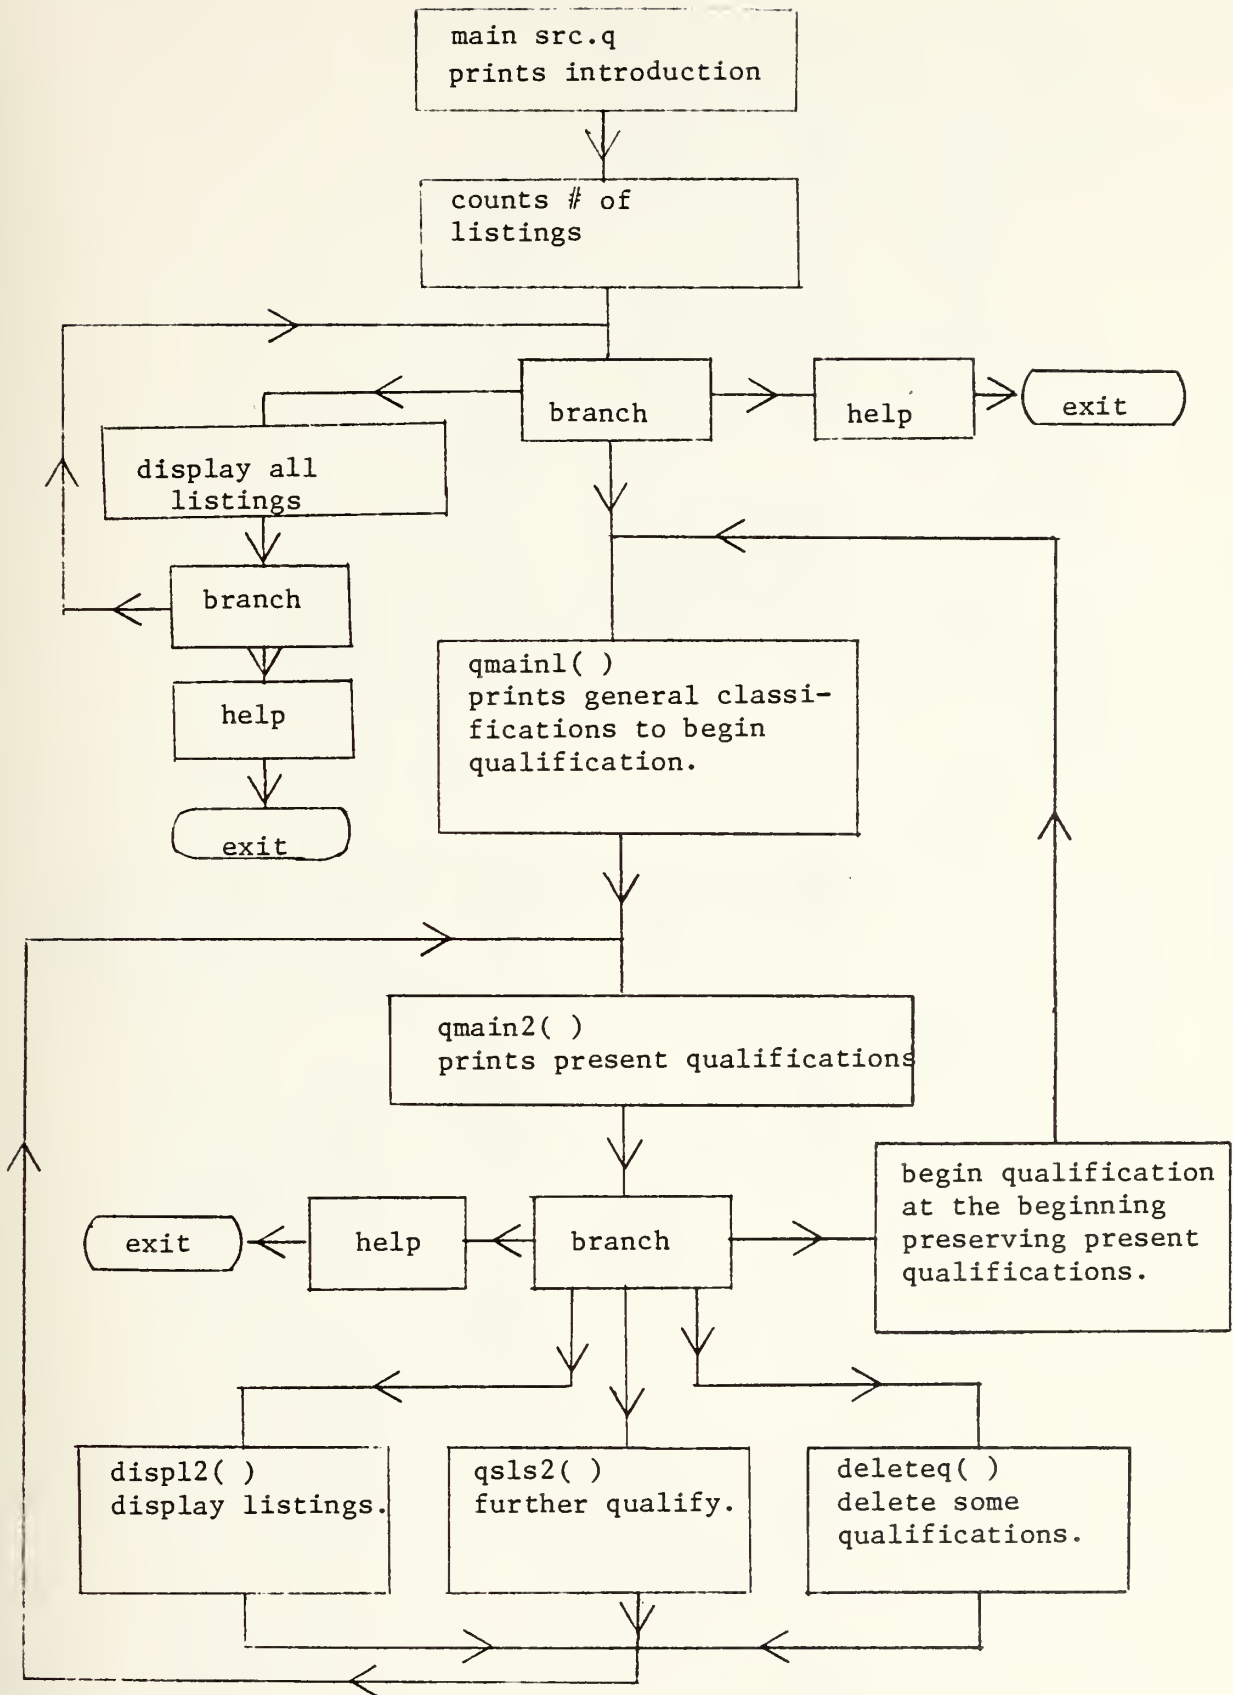 main src.q
prints introduction
counts # of
listings
branch
help
exit
display all
listings
branch
help
exit
qmain1( )
prints general classi-
fications to begin
qualification.
qmain2( )
prints present qualifications
exit
help
branch
begin qualification
at the beginning
preserving present
qualifications.
displ2( )
display listings.
qsls2( )
further qualify.
deleteq( )
delete some
qualifications.